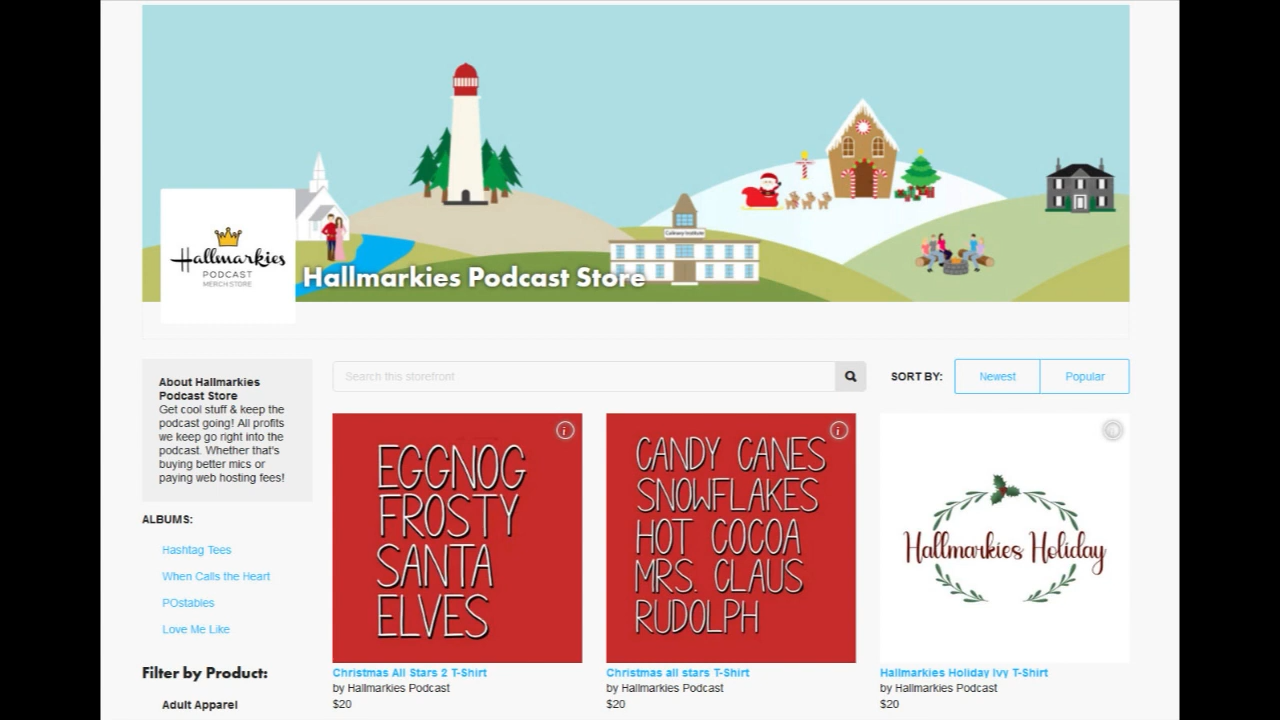 Culinary Institute
Hallmarkies
PODCAST
MERCH STORE
Hallmarkies Podcast Store
About Hallmarkies
Podcast Store
Get cool stuff & keep the
podcast going! All profits
we keep go right into the
podcast. Whether that's
buying better mics or
paying web hosting fees!
Search this storefront
SORT BY:
Newest
Popular
ALBUMS:
Hashtag Tees
When Calls the Heart
POstables
Love Me Like
Filter by Product:
Adult Apparel
EGGNOG
FROSTY
SANTA
ELVES
Christmas All Stars 2 T-Shirt
by Hallmarkies Podcast
$20
CANDY CANES
SNOWFLAKES
HOT COCOA
MRS. CLAUS
RUDOLPH
Christmas all stars T-Shirt
by Hallmarkies Podcast
$20
Hallmarkies Holiday
Hallmarkies Holiday Ivy T-Shirt
by Hallmarkies Podcast
$20